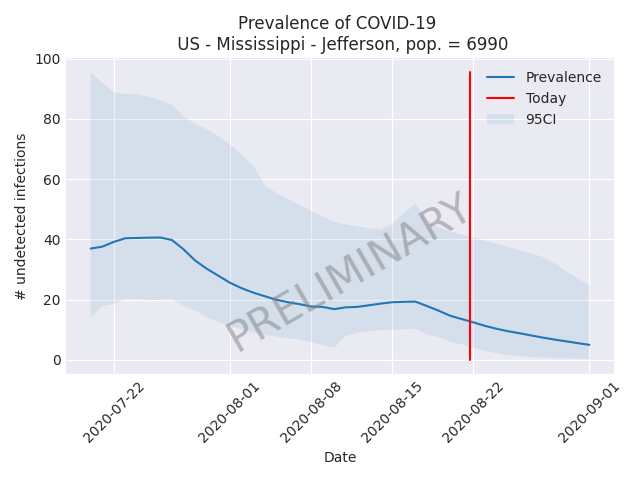 Prevalence of COVID-19
US - Mississippi - Jefferson, pop. = 6990
# undetected infections
100
80
60
40
20
0
Prevalence
Today
95CI
PRELIMINARY
2020-07-22
2020-08-01
2020-08-08
2020-08-15
2020-08-22
2020-09-01
Date